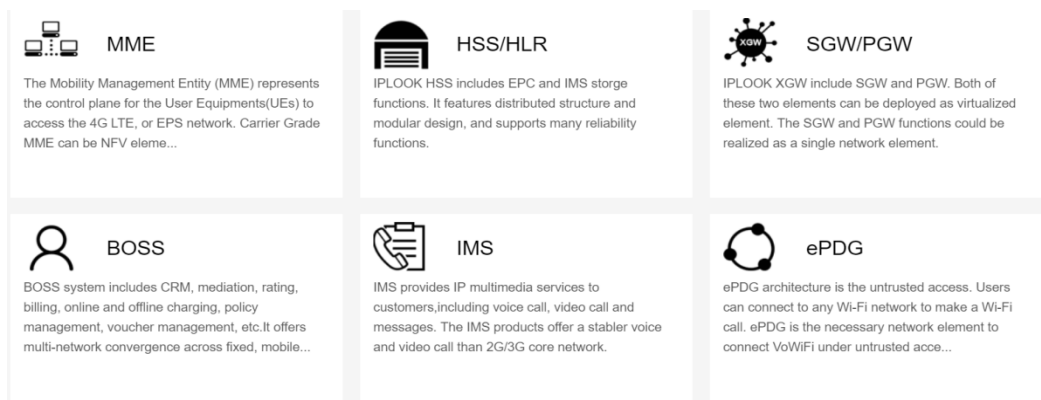 MME
The Mobility Management Entity (MME) represents
the control plane for the User Equipments(UEs) to
access the 4G LTE, or EPS network. Carrier Grade
MME can be NFV eleme...
HSS/HLR
IPLOOK HSS includes EPC and IMS storge
functions. It features distributed structure and
modular design, and supports many reliability
functions.
XGW
SGW/PGW
IPLOOK XGW include SGW and PGW. Both of
these two elements can be deployed as virtualized
element. The SGW and PGW functions could be
realized as a single network element.
BOSS
BOSS system includes CRM, mediation, rating,
billing, online and offline charging, policy
management, voucher management, etc.It offers
multi-network convergence across fixed, mobile...
IMS
IMS provides IP multimedia services to
customers,including voice call, video call and
messages. The IMS products offer a stabler voice
and video call than 2G/3G core network.
ePDG
ePDG architecture is the untrusted access. Users
can connect to any Wi-Fi network to make a Wi-Fi
call. ePDG is the necessary network element to
connect VoWiFi under untrusted acce...